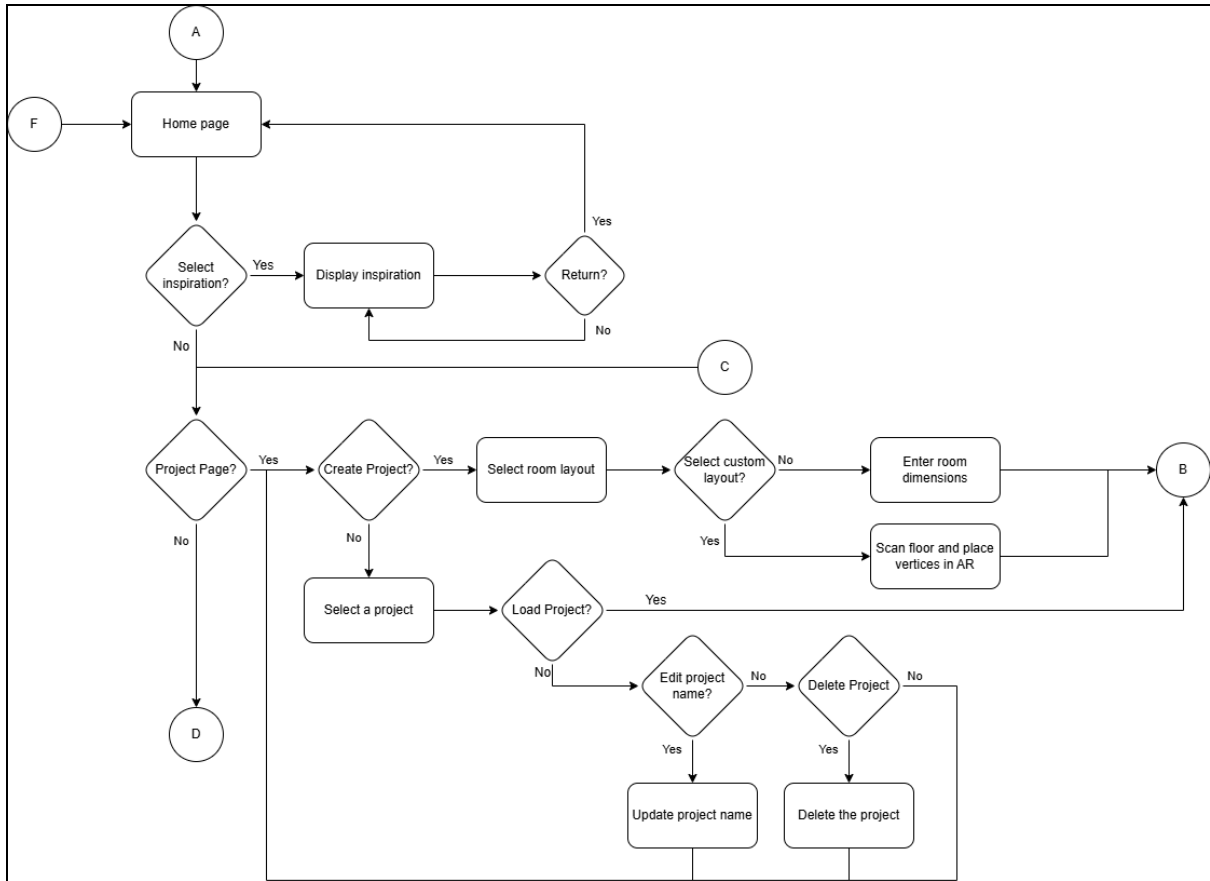 A
F
Home page
Yes
Select
inspiration?
Yes
Display inspiration
Return?
No
No
C
Project Page?
Yes
Create Project?
Yes
Select room layout
Select custom
layout?
No
Enter room
dimensions
B
No
No
Yes
Scan floor and place
vertices in AR
Select a project
Load Project?
Yes
No
Edit project
name?
No
Delete Project
No
D
Yes
Yes
Update project name
Delete the project